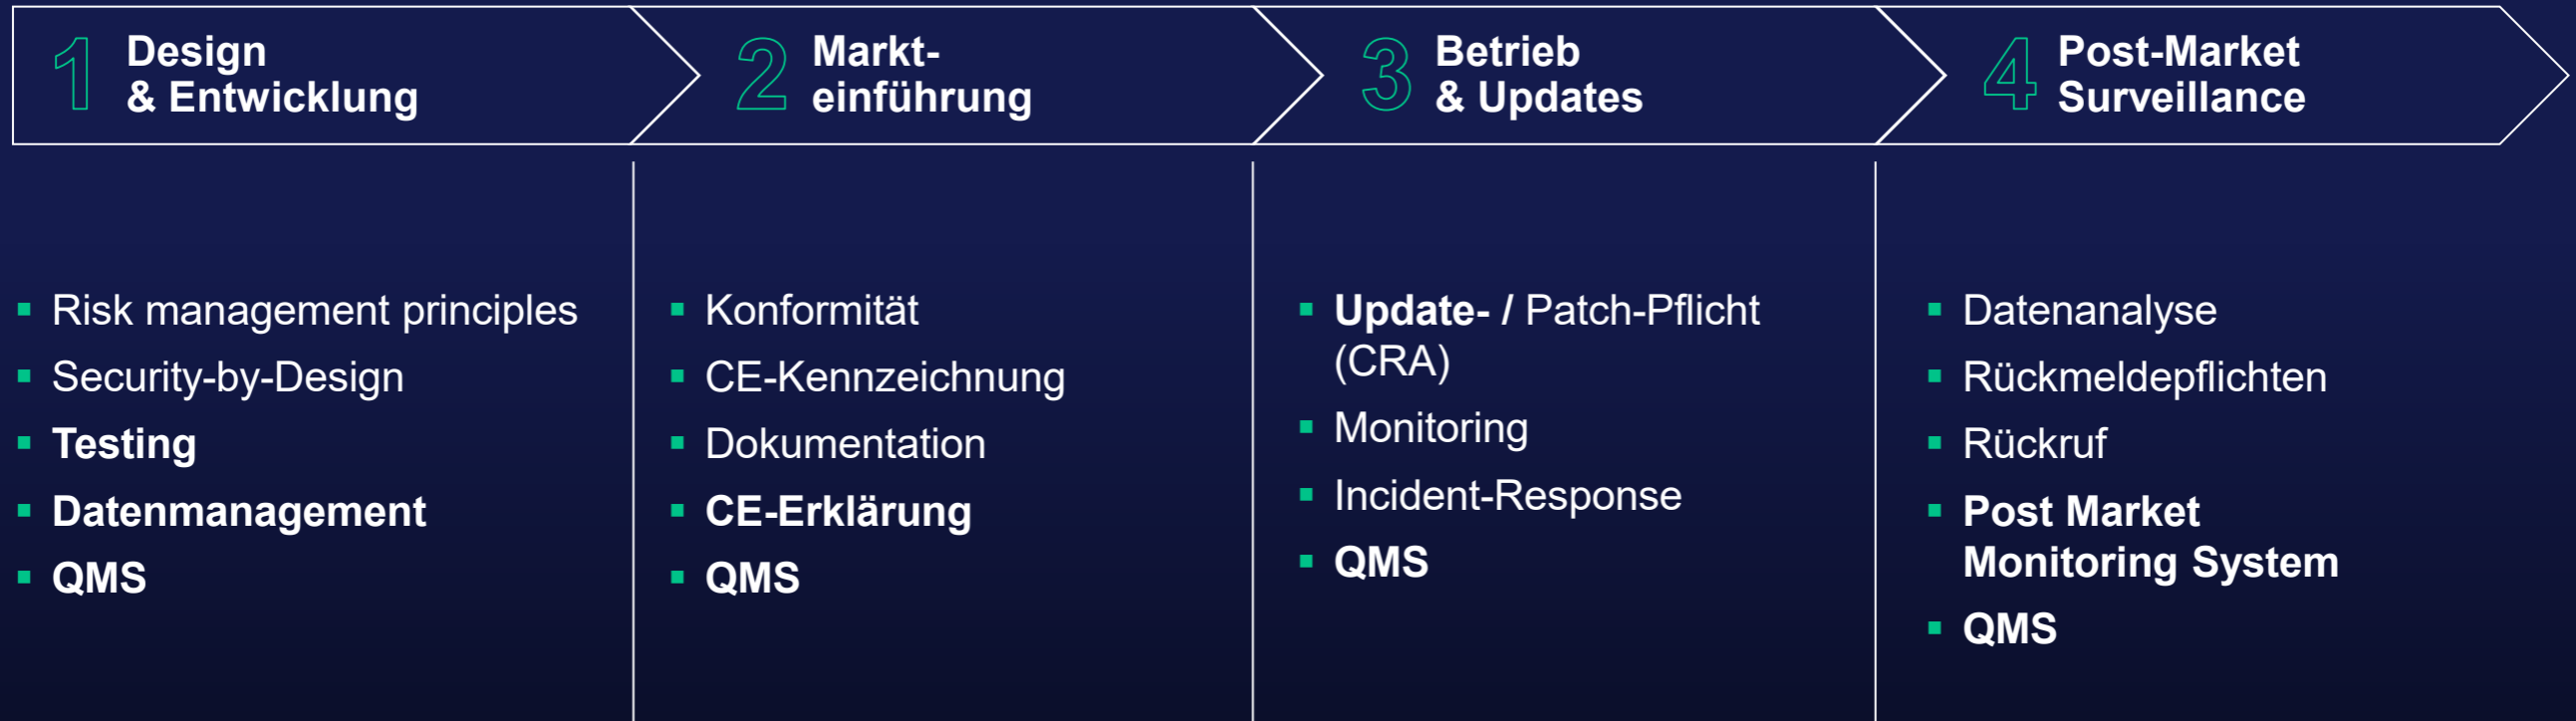 1 Design
& Entwicklung
2 Markt-
einführung
3 Betrieb
& Updates
4 Post-Market
Surveillance
Risk management principles
Security-by-Design
Testing
Datenmanagement
QMS
Konformität
CE-Kennzeichnung
Dokumentation
CE-Erklärung
QMS
Update- / Patch-Pflicht
(CRA)
Monitoring
Incident-Response
QMS
Datenanalyse
Rückmeldepflichten
Rückruf
Post Market
Monitoring System
QMS